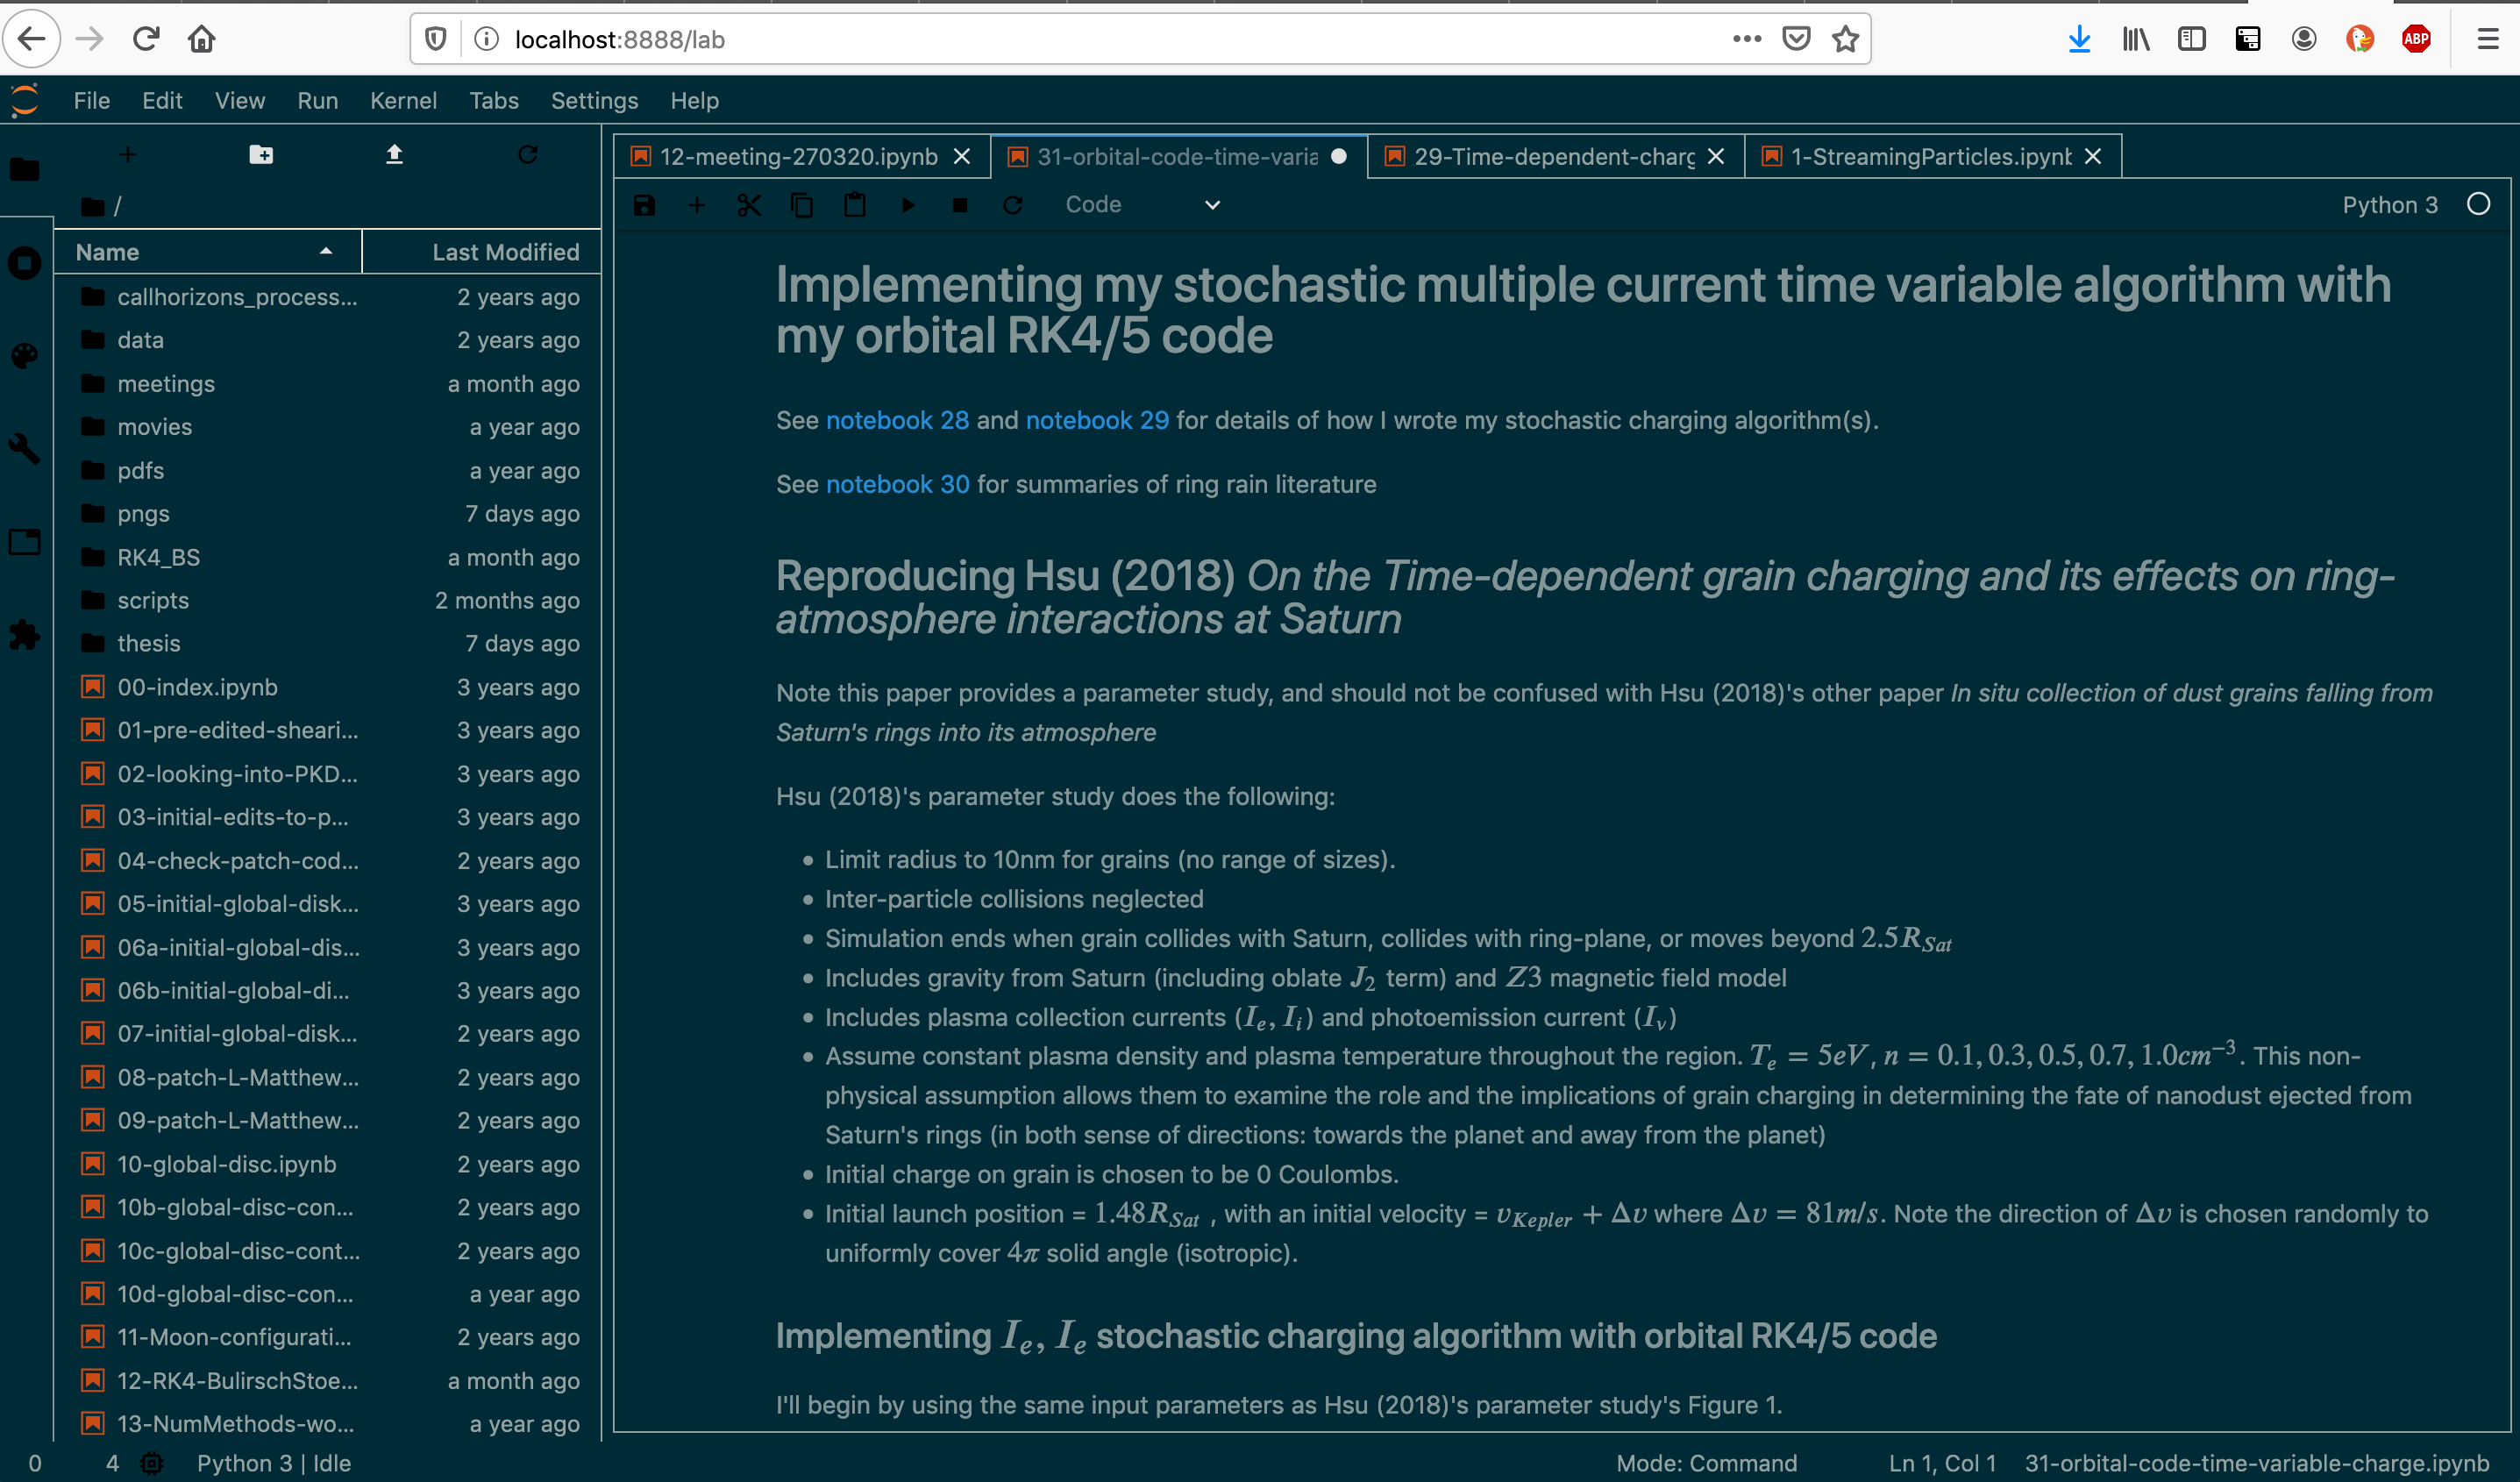 localhost:8888/lab
ABP
File Edit View Run Kernel Tabs Settings Help
12-meeting-270320.ipynb
31-orbital-code-time-varia
29-Time-dependent-charg
1-StreamingParticles.ipynb
/
Code
Python 3
Name Last Modified
callhorizons_process... 2 years ago
data 2 years ago
meetings a month ago
movies a year ago
pdfs a year ago
pngs 7 days ago
RK4_BS a month ago
scripts 2 months ago
thesis 7 days ago
00-index.ipynb 3 years ago
01-pre-edited-sheari... 3 years ago
02-looking-into-PKD... 3 years ago
03-initial-edits-to-p... 3 years ago
04-check-patch-cod... 2 years ago
05-initial-global-disk... 3 years ago
06a-initial-global-dis... 3 years ago
06b-initial-global-di... 3 years ago
07-initial-global-disk... 2 years ago
08-patch-L-Matthew... 2 years ago
09-patch-L-Matthew... 2 years ago
10-global-disc.ipynb 2 years ago
10b-global-disc-con... 2 years ago
10c-global-disc-cont... 2 years ago
10d-global-disc-con... a year ago
11-Moon-configurati... 2 years ago
12-RK4-BulirschStoe... a month ago
13-NumMethods-wo... a year ago
Implementing my stochastic multiple current time variable algorithm with
my orbital RK4/5 code
See notebook 28 and notebook 29 for details of how I wrote my stochastic charging algorithm(s).
See notebook 30 for summaries of ring rain literature
Reproducing Hsu (2018) On the Time-dependent grain charging and its effects on ring-
atmosphere interactions at Saturn
Note this paper provides a parameter study, and should not be confused with Hsu (2018)'s other paper In situ collection of dust grains falling from
Saturn's rings into its atmosphere
Hsu (2018)'s parameter study does the following:
• Limit radius to 10nm for grains (no range of sizes).
• Inter-particle collisions neglected
• Simulation ends when grain collides with Saturn, collides with ring-plane, or moves beyond 2.5R_Sat
• Includes gravity from Saturn (including oblate J_2 term) and Z3 magnetic field model
• Includes plasma collection currents (I_e, I_i) and photoemission current (I_ν)
• Assume constant plasma density and plasma temperature throughout the region. T_e = 5eV, n = 0.1, 0.3, 0.5, 0.7, 1.0cm⁻³. This non-
physical assumption allows them to examine the role and the implications of grain charging in determining the fate of nanodust ejected from
Saturn's rings (in both sense of directions: towards the planet and away from the planet)
• Initial charge on grain is chosen to be 0 Coulombs.
• Initial launch position = 1.48R_Sat , with an initial velocity = v_Kepler + Δv where Δv = 81m/s. Note the direction of Δv is chosen randomly to
uniformly cover 4π solid angle (isotropic).
Implementing I_e, I_e stochastic charging algorithm with orbital RK4/5 code
I'll begin by using the same input parameters as Hsu (2018)'s parameter study's Figure 1.
0 4 Python 3 | Idle Mode: Command Ln 1, Col 1 31-orbital-code-time-variable-charge.ipynb